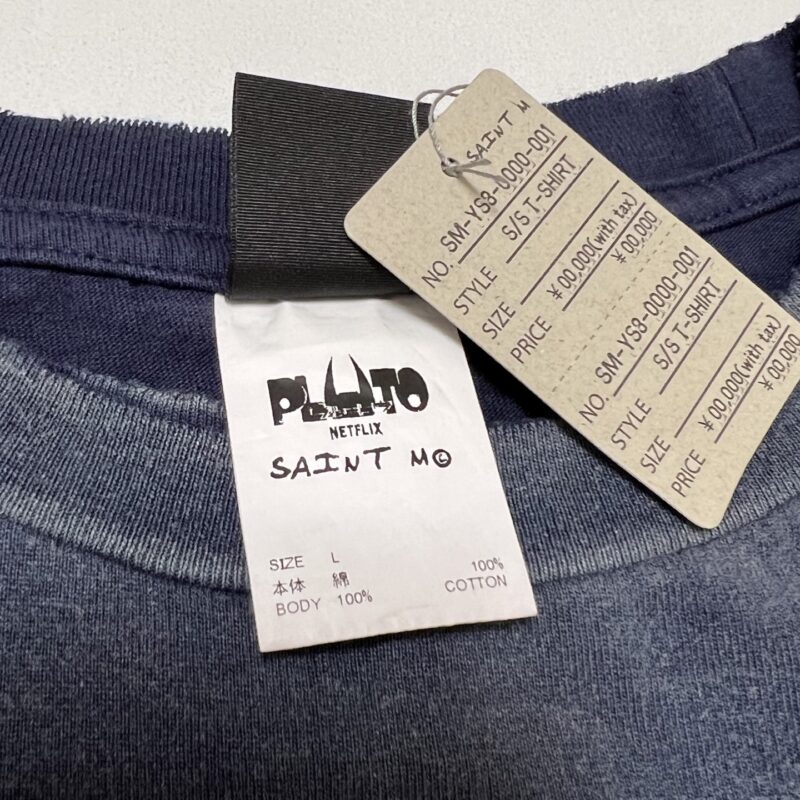 PLUTO
NETFLIX
SAINT M©
SIZE L
本体 綿 100%
BODY 100% COTTON
SAINT M
NO. SM-YS8-0000-001
STYLE S/S T-SHIRT
SIZE
PRICE ￥00,000(with tax)
￥00,000
NO. SM-YS8-0000-001
STYLE S/S T-SHIRT
SIZE
PRICE ￥00,000(with tax)
￥00,000